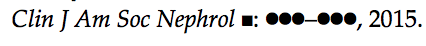 Clin J Am Soc Nephrol ■: ●●●–●●●, 2015.